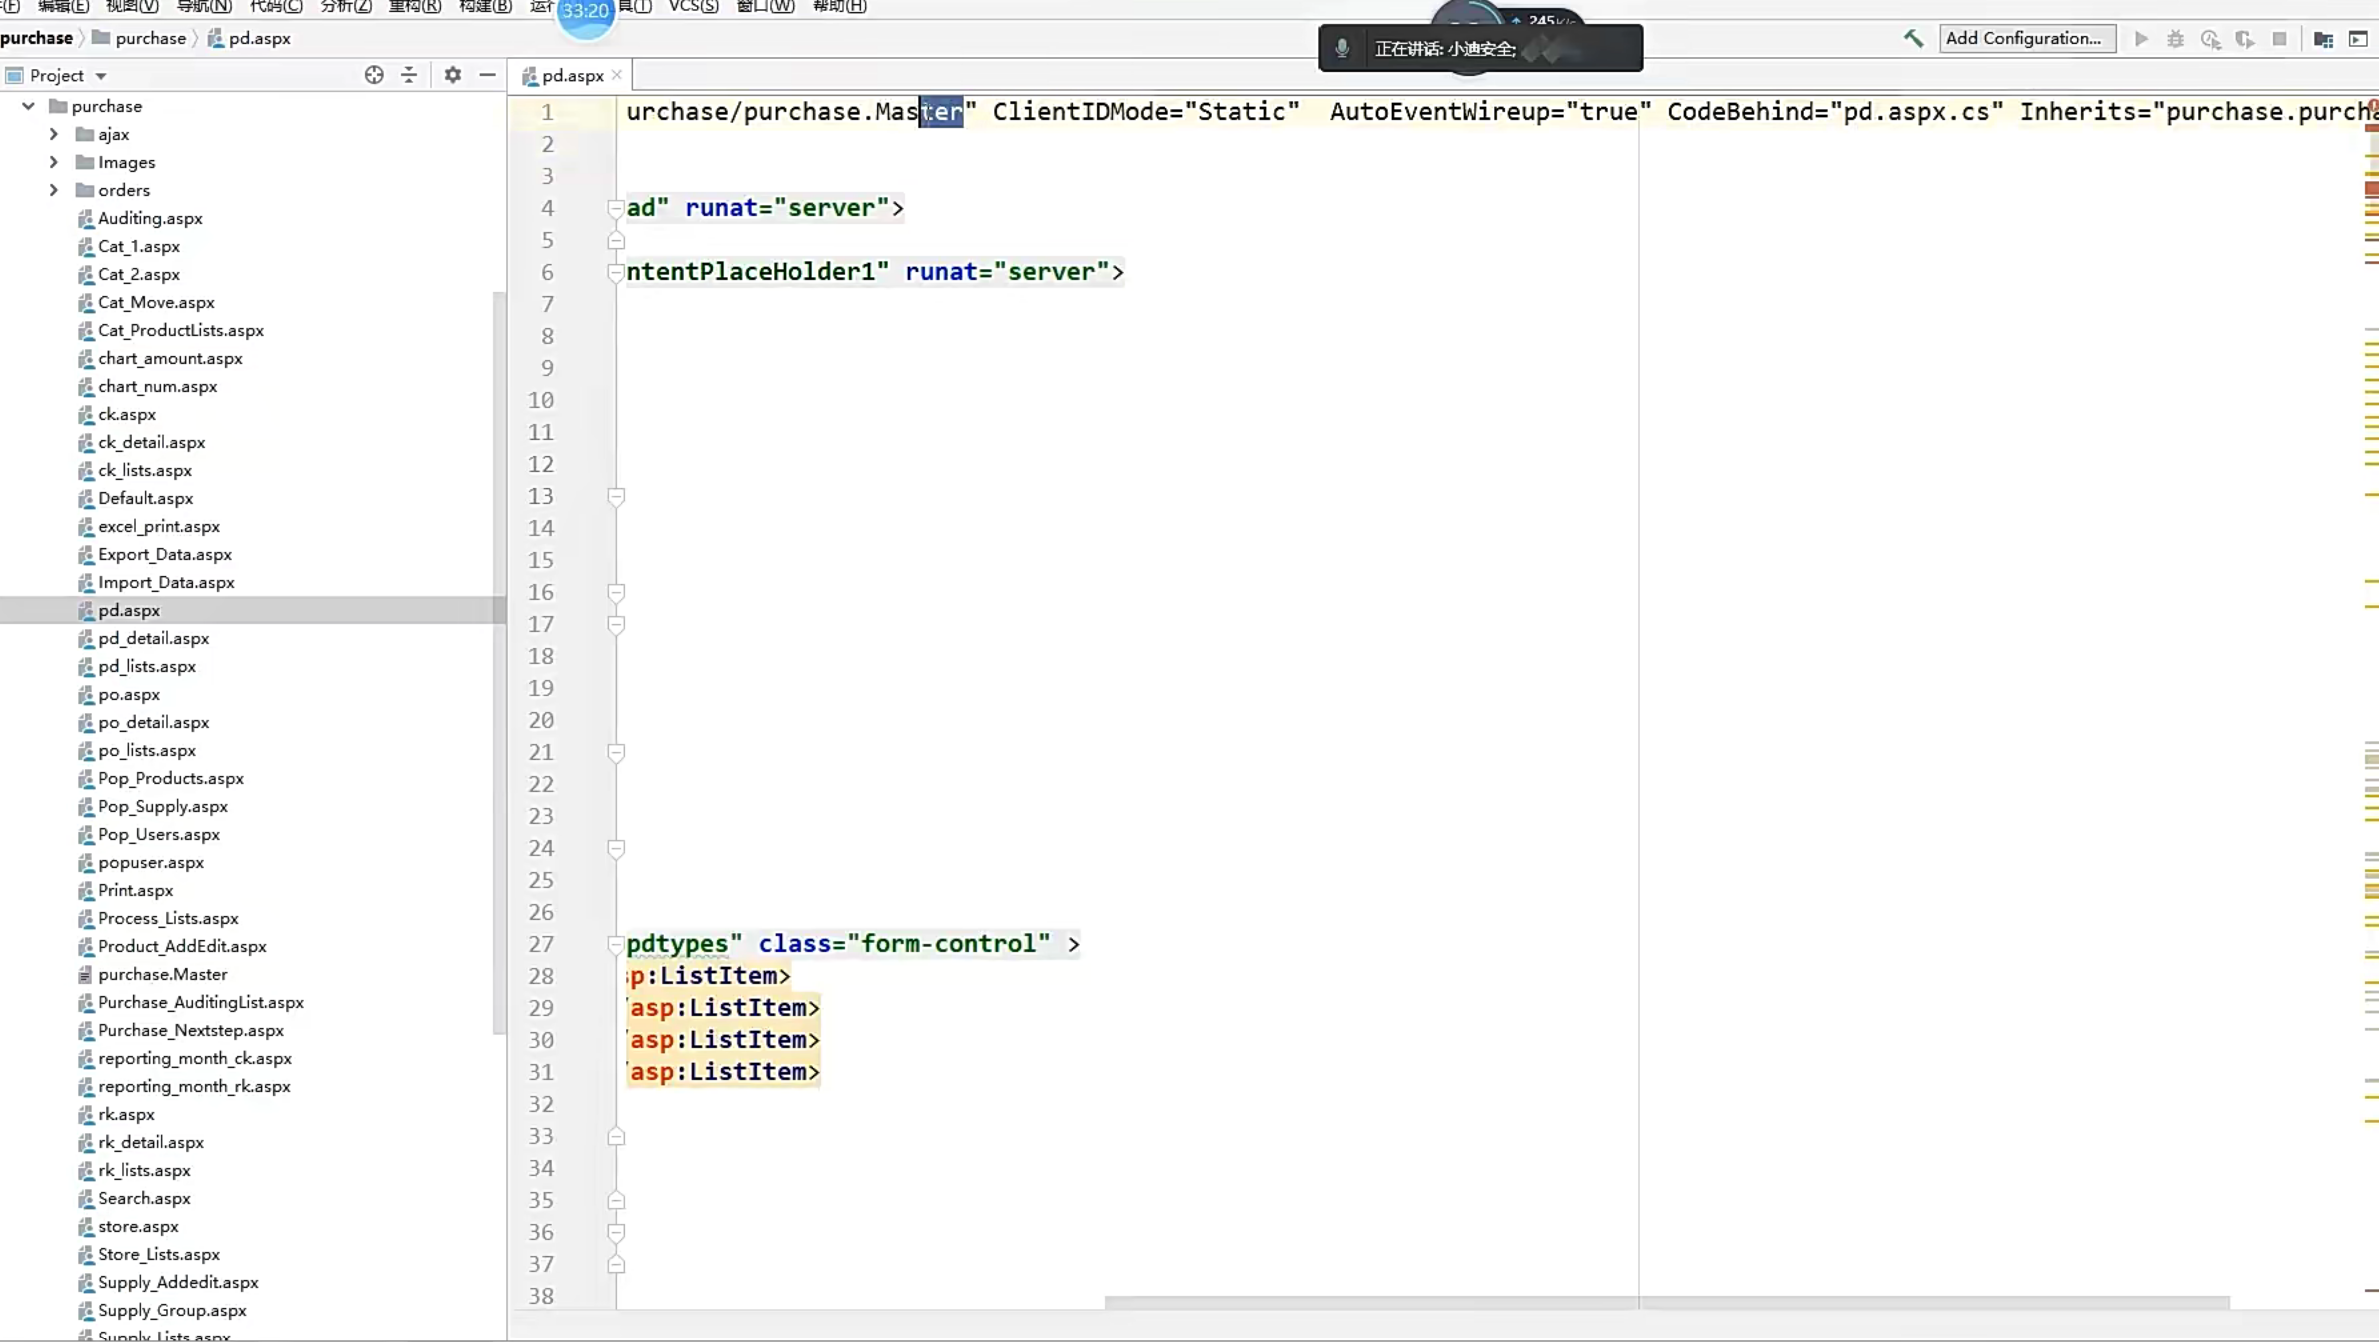 编辑(E) 视图(V) 导航(N) 代码(C) 分析(Z) 重构(R) 构建(B) VCS(S) 窗口(W) 帮助(H)
33:20
245K/s
正在讲话: 小迪安全;
purchase purchase pd.aspx
Add Configuration...
Project
pd.aspx
purchase
ajax
Images
orders
Auditing.aspx
Cat_1.aspx
Cat_2.aspx
Cat_Move.aspx
Cat_ProductLists.aspx
chart_amount.aspx
chart_num.aspx
ck.aspx
ck_detail.aspx
ck_lists.aspx
Default.aspx
excel_print.aspx
Export_Data.aspx
Import_Data.aspx
pd.aspx
pd_detail.aspx
pd_lists.aspx
po.aspx
po_detail.aspx
po_lists.aspx
Pop_Products.aspx
Pop_Supply.aspx
Pop_Users.aspx
popuser.aspx
Print.aspx
Process_Lists.aspx
Product_AddEdit.aspx
purchase.Master
Purchase_AuditingList.aspx
Purchase_Nextstep.aspx
reporting_month_ck.aspx
reporting_month_rk.aspx
rk.aspx
rk_detail.aspx
rk_lists.aspx
Search.aspx
store.aspx
Store_Lists.aspx
Supply_Addedit.aspx
Supply_Group.aspx
Supply_Lists.aspx
1 urchase/purchase.Master" ClientIDMode="Static" AutoEventWireup="true" CodeBehind="pd.aspx.cs" Inherits="purchase.purcha
2
3
4 ad" runat="server">
5
6 ntentPlaceHolder1" runat="server">
7
8
9
10
11
12
13
14
15
16
17
18
19
20
21
22
23
24
25
26
27 pdtypes" class="form-control" >
28 sp:ListItem>
29 /asp:ListItem>
30 /asp:ListItem>
31 /asp:ListItem>
32
33
34
35
36
37
38